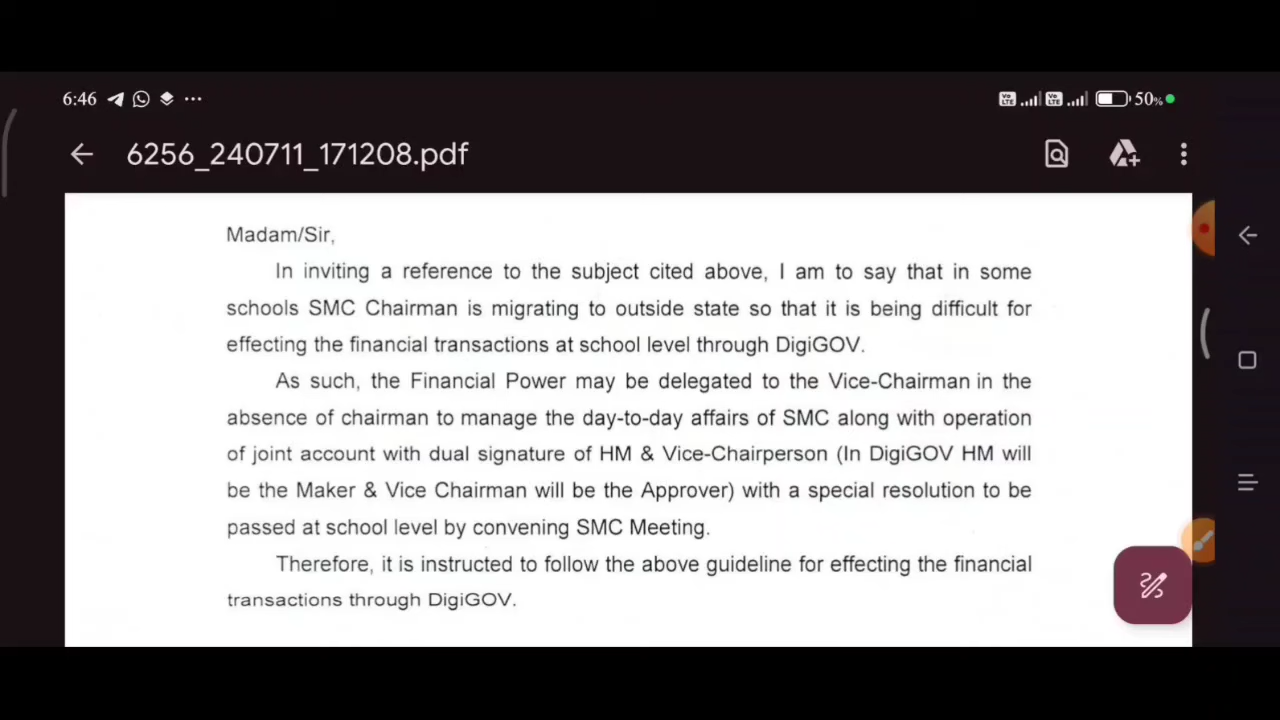 6:46 50%
6256_240711_171208.pdf
Madam/Sir,
In inviting a reference to the subject cited above, I am to say that in some
schools SMC Chairman is migrating to outside state so that it is being difficult for
effecting the financial transactions at school level through DigiGOV.
As such, the Financial Power may be delegated to the Vice-Chairman in the
absence of chairman to manage the day-to-day affairs of SMC along with operation
of joint account with dual signature of HM & Vice-Chairperson (In DigiGOV HM will
be the Maker & Vice Chairman will be the Approver) with a special resolution to be
passed at school level by convening SMC Meeting.
Therefore, it is instructed to follow the above guideline for effecting the financial
transactions through DigiGOV.